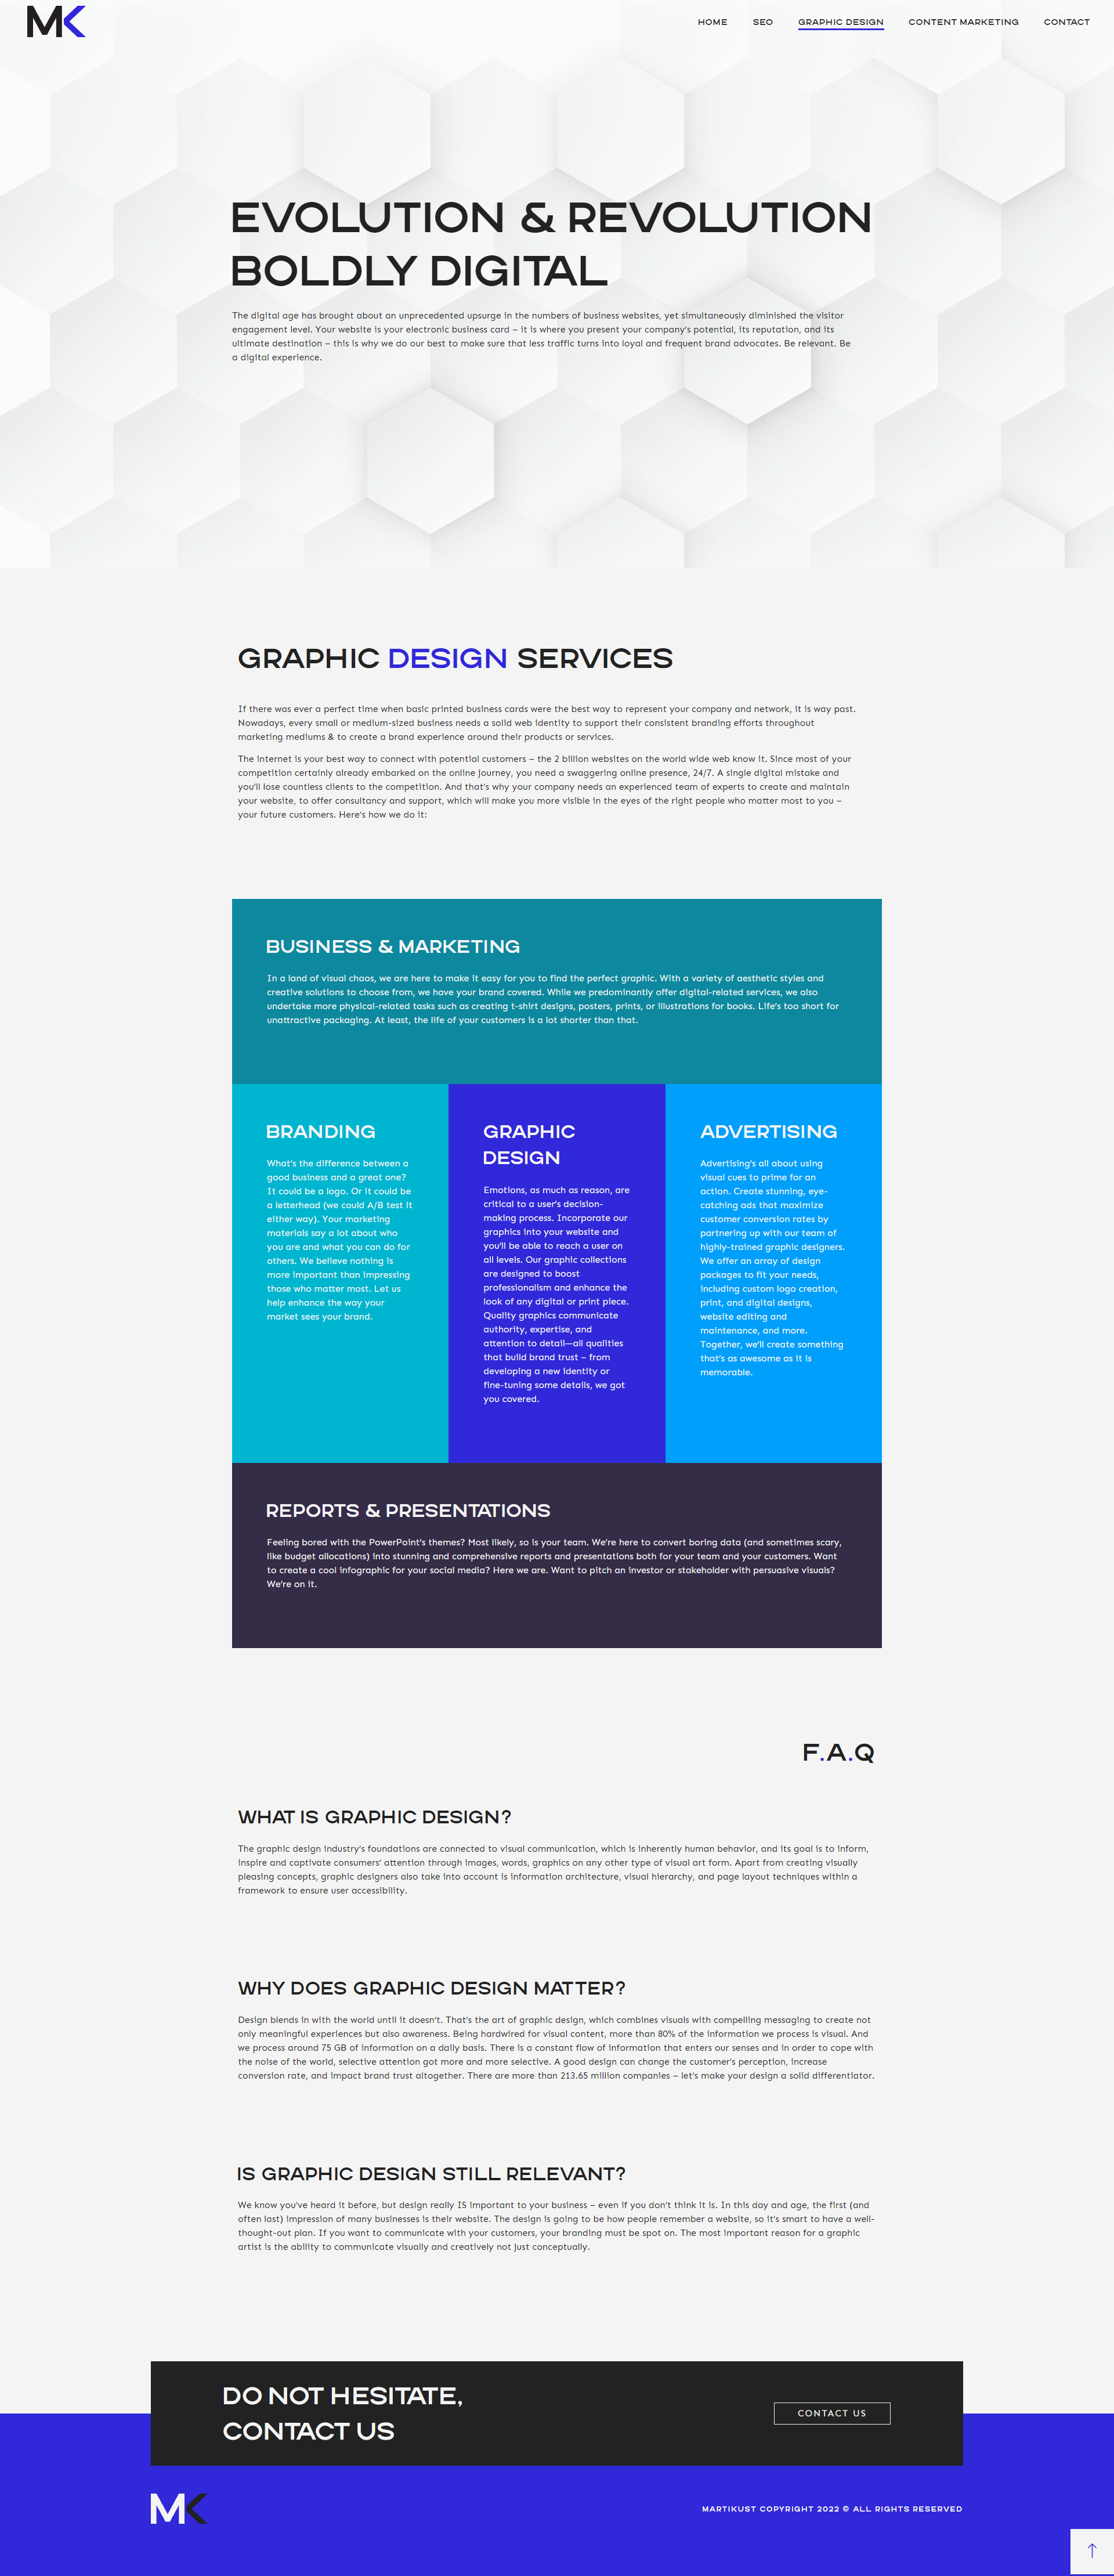 MK
HOME SEO GRAPHIC DESIGN CONTENT MARKETING CONTACT
EVOLUTION & REVOLUTION
BOLDLY DIGITAL
The digital age has brought about an unprecedented upsurge in the numbers of business websites, yet simultaneously diminished the visitor
engagement level. Your website is your electronic business card – it is where you present your company's potential, its reputation, and its
ultimate destination – this is why we do our best to make sure that less traffic turns into loyal and frequent brand advocates. Be relevant. Be
a digital experience.
GRAPHIC DESIGN SERVICES
If there was ever a perfect time when basic printed business cards were the best way to represent your company and network, it is way past.
Nowadays, every small or medium-sized business needs a solid web identity to support their consistent branding efforts throughout
marketing mediums & to create a brand experience around their products or services.
The internet is your best way to connect with potential customers – the 2 billion websites on the world wide web know it. Since most of your
competition certainly already embarked on the online journey, you need a swaggering online presence, 24/7. A single digital mistake and
you'll lose countless clients to the competition. And that's why your company needs an experienced team of experts to create and maintain
your website, to offer consultancy and support, which will make you more visible in the eyes of the right people who matter most to you –
your future customers. Here's how we do it:
BUSINESS & MARKETING
In a land of visual chaos, we are here to make it easy for you to find the perfect graphic. With a variety of aesthetic styles and
creative solutions to choose from, we have your brand covered. While we predominantly offer digital-related services, we also
undertake more physical-related tasks such as creating t-shirt designs, posters, prints, or illustrations for books. Life's too short for
unattractive packaging. At least, the life of your customers is a lot shorter than that.
BRANDING
What's the difference between a
good business and a great one?
It could be a logo. Or it could be
a letterhead (we could A/B test it
either way). Your marketing
materials say a lot about who
you are and what you can do for
others. We believe nothing is
more important than impressing
those who matter most. Let us
help enhance the way your
market sees your brand.
GRAPHIC
DESIGN
Emotions, as much as reason, are
critical to a user's decision-
making process. Incorporate our
graphics into your website and
you'll be able to reach a user on
all levels. Our graphic collections
are designed to boost
professionalism and enhance the
look of any digital or print piece.
Quality graphics communicate
authority, expertise, and
attention to detail—all qualities
that build brand trust – from
developing a new identity or
fine-tuning some details, we got
you covered.
ADVERTISING
Advertising's all about using
visual cues to prime for an
action. Create stunning, eye-
catching ads that maximize
customer conversion rates by
partnering up with our team of
highly-trained graphic designers.
We offer an array of design
packages to fit your needs,
including custom logo creation,
print, and digital designs,
website editing and
maintenance, and more.
Together, we'll create something
that's as awesome as it is
memorable.
REPORTS & PRESENTATIONS
Feeling bored with the PowerPoint's themes? Most likely, so is your team. We're here to convert boring data (and sometimes scary,
like budget allocations) into stunning and comprehensive reports and presentations both for your team and your customers. Want
to create a cool infographic for your social media? Here we are. Want to pitch an investor or stakeholder with persuasive visuals?
We're on it.
F.A.Q
WHAT IS GRAPHIC DESIGN?
The graphic design industry's foundations are connected to visual communication, which is inherently human behavior, and its goal is to inform,
inspire and captivate consumers' attention through images, words, graphics on any other type of visual art form. Apart from creating visually
pleasing concepts, graphic designers also take into account is information architecture, visual hierarchy, and page layout techniques within a
framework to ensure user accessibility.
WHY DOES GRAPHIC DESIGN MATTER?
Design blends in with the world until it doesn't. That's the art of graphic design, which combines visuals with compelling messaging to create not
only meaningful experiences but also awareness. Being hardwired for visual content, more than 80% of the information we process is visual. And
we process around 75 GB of information on a daily basis. There is a constant flow of information that enters our senses and in order to cope with
the noise of the world, selective attention got more and more selective. A good design can change the customer's perception, increase
conversion rate, and impact brand trust altogether. There are more than 213.65 million companies – let's make your design a solid differentiator.
IS GRAPHIC DESIGN STILL RELEVANT?
We know you've heard it before, but design really IS important to your business – even if you don't think it is. In this day and age, the first (and
often last) impression of many businesses is their website. The design is going to be how people remember a website, so it's smart to have a well-
thought-out plan. If you want to communicate with your customers, your branding must be spot on. The most important reason for a graphic
artist is the ability to communicate visually and creatively not just conceptually.
DO NOT HESITATE,
CONTACT US
CONTACT US
MK
MARTIKUST COPYRIGHT 2022 © ALL RIGHTS RESERVED